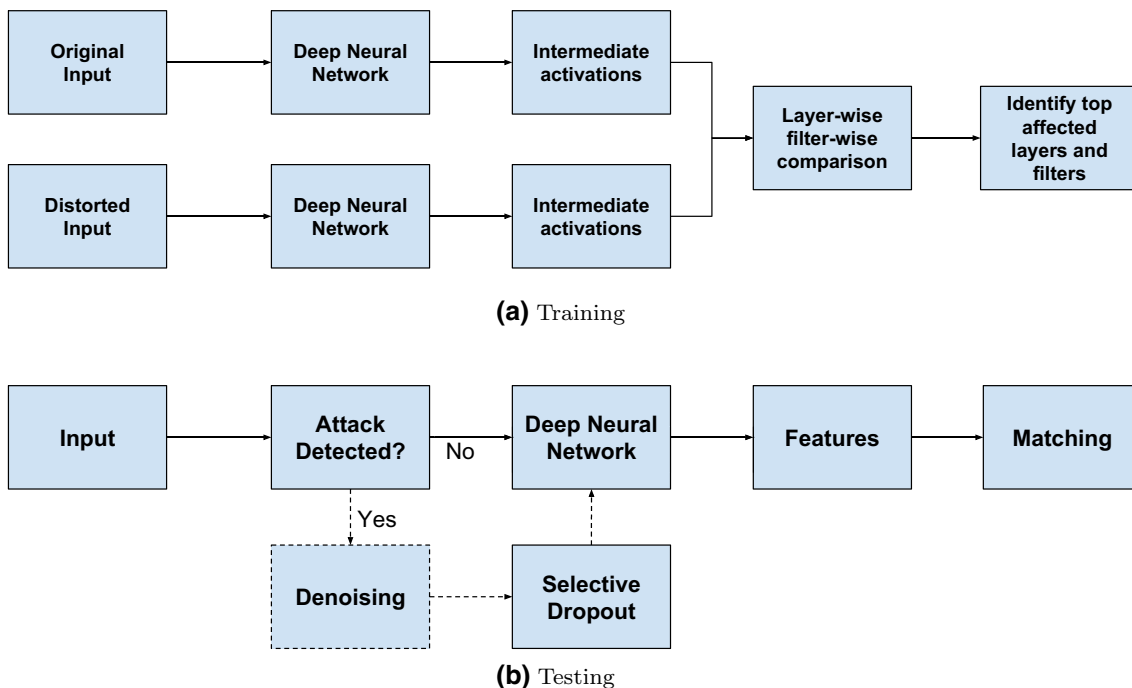 Original
Input
Deep Neural
Network
Intermediate
activations
Layer-wise
filter-wise
comparison
Identify top
affected
layers and
filters
Distorted
Input
Deep Neural
Network
Intermediate
activations
(a) Training
Input
Attack
Detected?
No
Deep Neural
Network
Features
Matching
Yes
Denoising
Selective
Dropout
(b) Testing